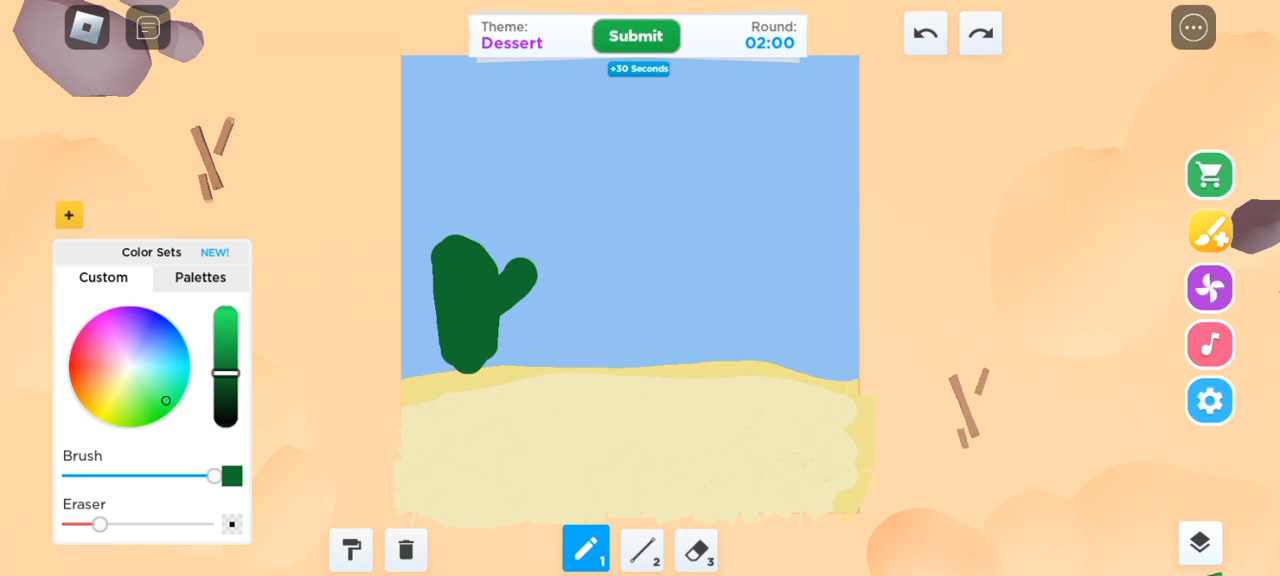 Theme:
Dessert
Submit
Round:
02:00
+30 Seconds
+
Color Sets NEW!
Custom
Palettes
Brush
Eraser
1
2
3